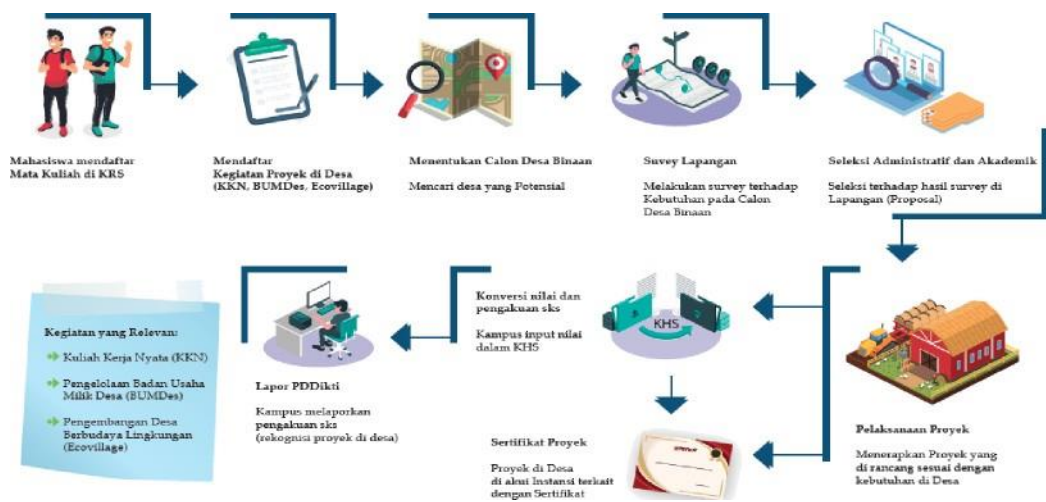 Mahasiswa mendaftar
Mata Kuliah di KRS
Mendaftar
Kegiatan Proyek di Desa
(KKN, BUMDes, Ecovillage)
Menentukan Calon Desa Binaan
Mencari desa yang Potensial
Suvey Lapangan
Melakukan survey terhadap
Kebutuhan pada Calon
Desa Binaan
Seleksi Administratif dan Akademik
Seleksi terhadap hasil survey di
Lapangan (Proposal)
Pelaksanaan Proyek
Menerapkan Proyek yang
di rancang sesuai dengan
kebutuhan di Desa
Konversi nilai dan
pengakuan sks
Kampus input nilai
dalam KHS
KHS
Sertifikat Proyek
Proyek di Desa
di akui Instansi terkait
dengan Sertifikat
Lapor PDDikti
Kampus melaporkan
pengakuan sks
(rekognisi proyek di desa)
Kegiatan yang Relevan:
Kuliah Kerja Nyata (KKN)
Pengelolaan Badan Usaha
Milik Desa (BUMDes)
Pengembangan Desa
Berbudaya Lingkungan
(Ecovillage)